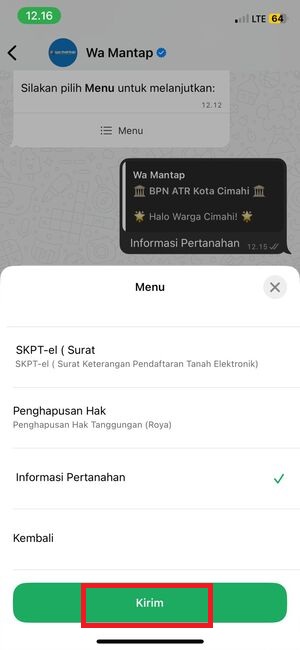 12.16
LTE 64
Wa Mantap
Silakan pilih Menu untuk melanjutkan:
12.12
Menu
Wa Mantap
🏛️ BPN ATR Kota Cimahi 🏛️
🌟 Halo Warga Cimahi! 🌟
Informasi Pertanahan 12.15
Menu
SKPT-el ( Surat
SKPT-el ( Surat Keterangan Pendaftaran Tanah Elektronik)
Penghapusan Hak
Penghapusan Hak Tanggungan (Roya)
Informasi Pertanahan
Kembali
Kirim